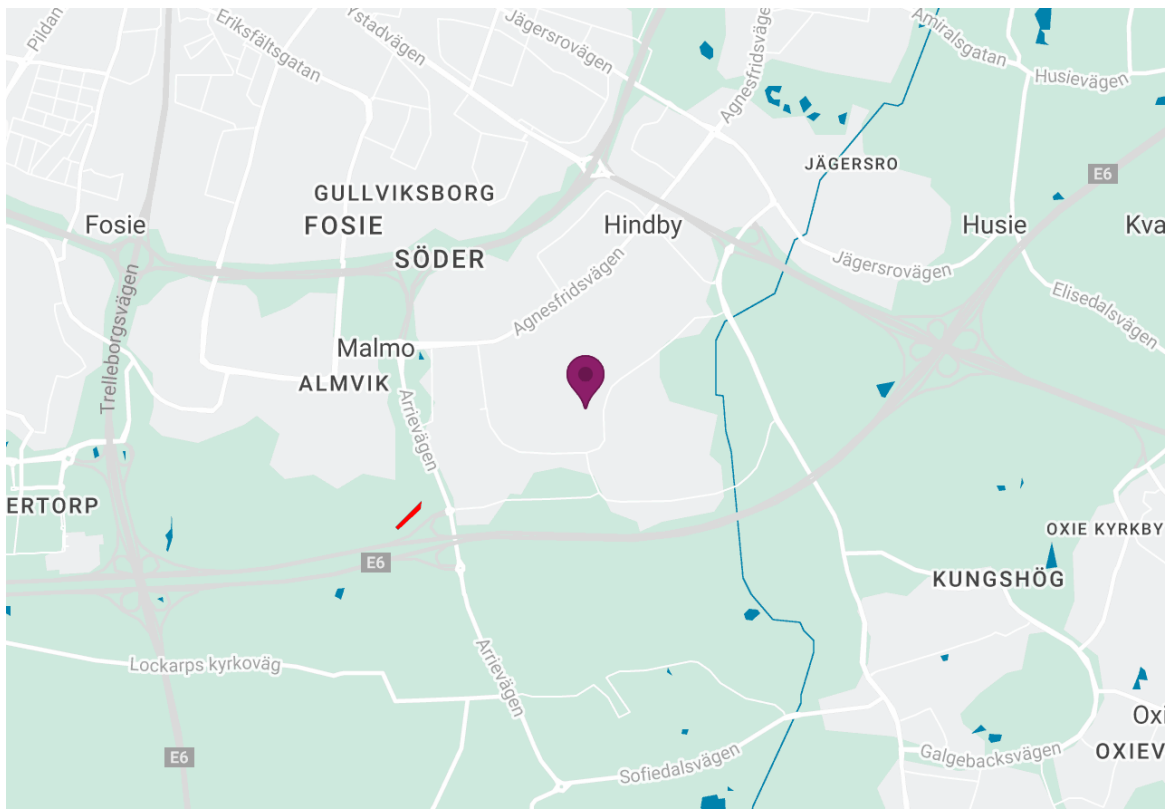 Pildan
Eriksfältsgatan
Ystadvägen
Jägersrovägen
Agnesfridsvägen
Amiralsgatan
Husievägen
JÄGERSRO
E6
GULLVIKSBORG
Fosie
FOSIE
Hindby
Husie
Kva
SÖDER
Jägersrovägen
Agnesfridsvägen
Elisedalsvägen
Trelleborgsvägen
Malmo
ALMVIK
Arrievägen
ERTORP
OXIE KYRKBY
E6
KUNGSHÖG
Lockarps kyrkoväg
Arrievägen
Oxi
E6
Sofiedalsvägen
Galgebacksvägen
OXIEV